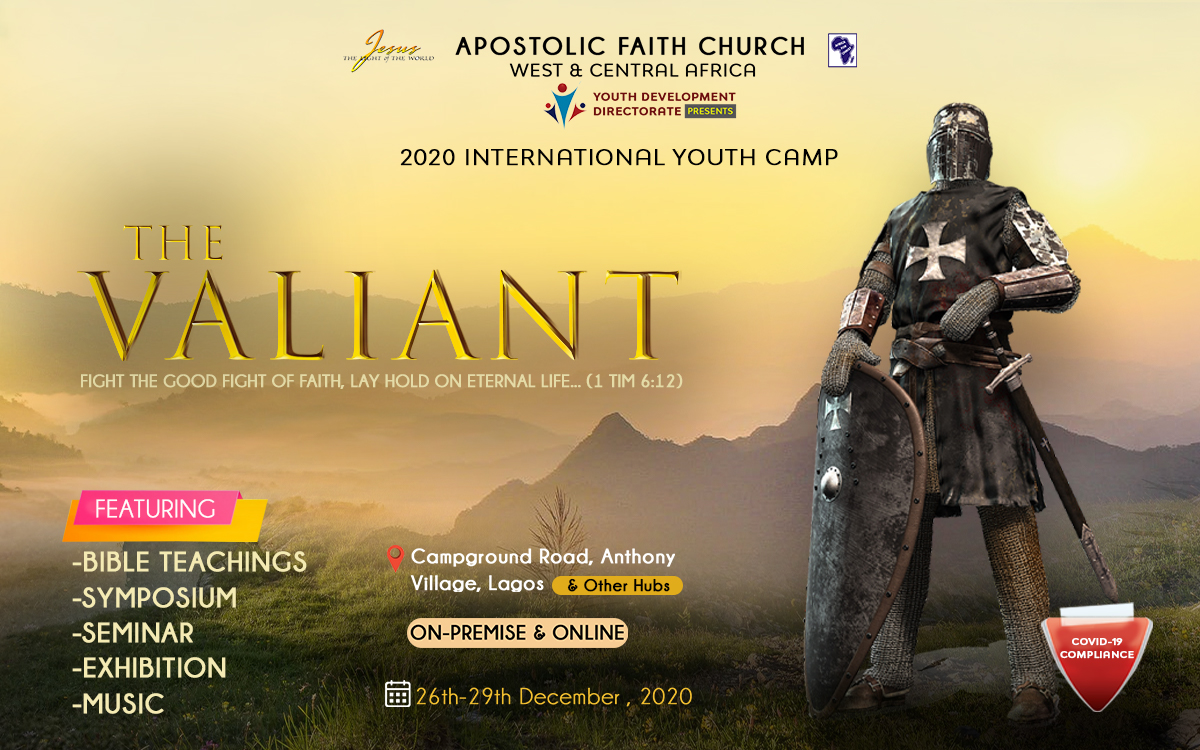 Jesus
THE LIGHT of THE WORLD
APOSTOLIC FAITH CHURCH
WEST & CENTRAL AFRICA
YOUTH DEVELOPMENT
DIRECTORATE PRESENTS
2020 INTERNATIONAL YOUTH CAMP
THE
VALIANT
FIGHT THE GOOD FIGHT OF FAITH, LAY HOLD ON ETERNAL LIFE... (1 TIM 6:12)
FEATURING
-BIBLE TEACHINGS
-SYMPOSIUM
-SEMINAR
-EXHIBITION
-MUSIC
Campground Road, Anthony
Village, Lagos & Other Hubs
ON-PREMISE & ONLINE
26th-29th December , 2020
COVID-19
COMPLIANCE